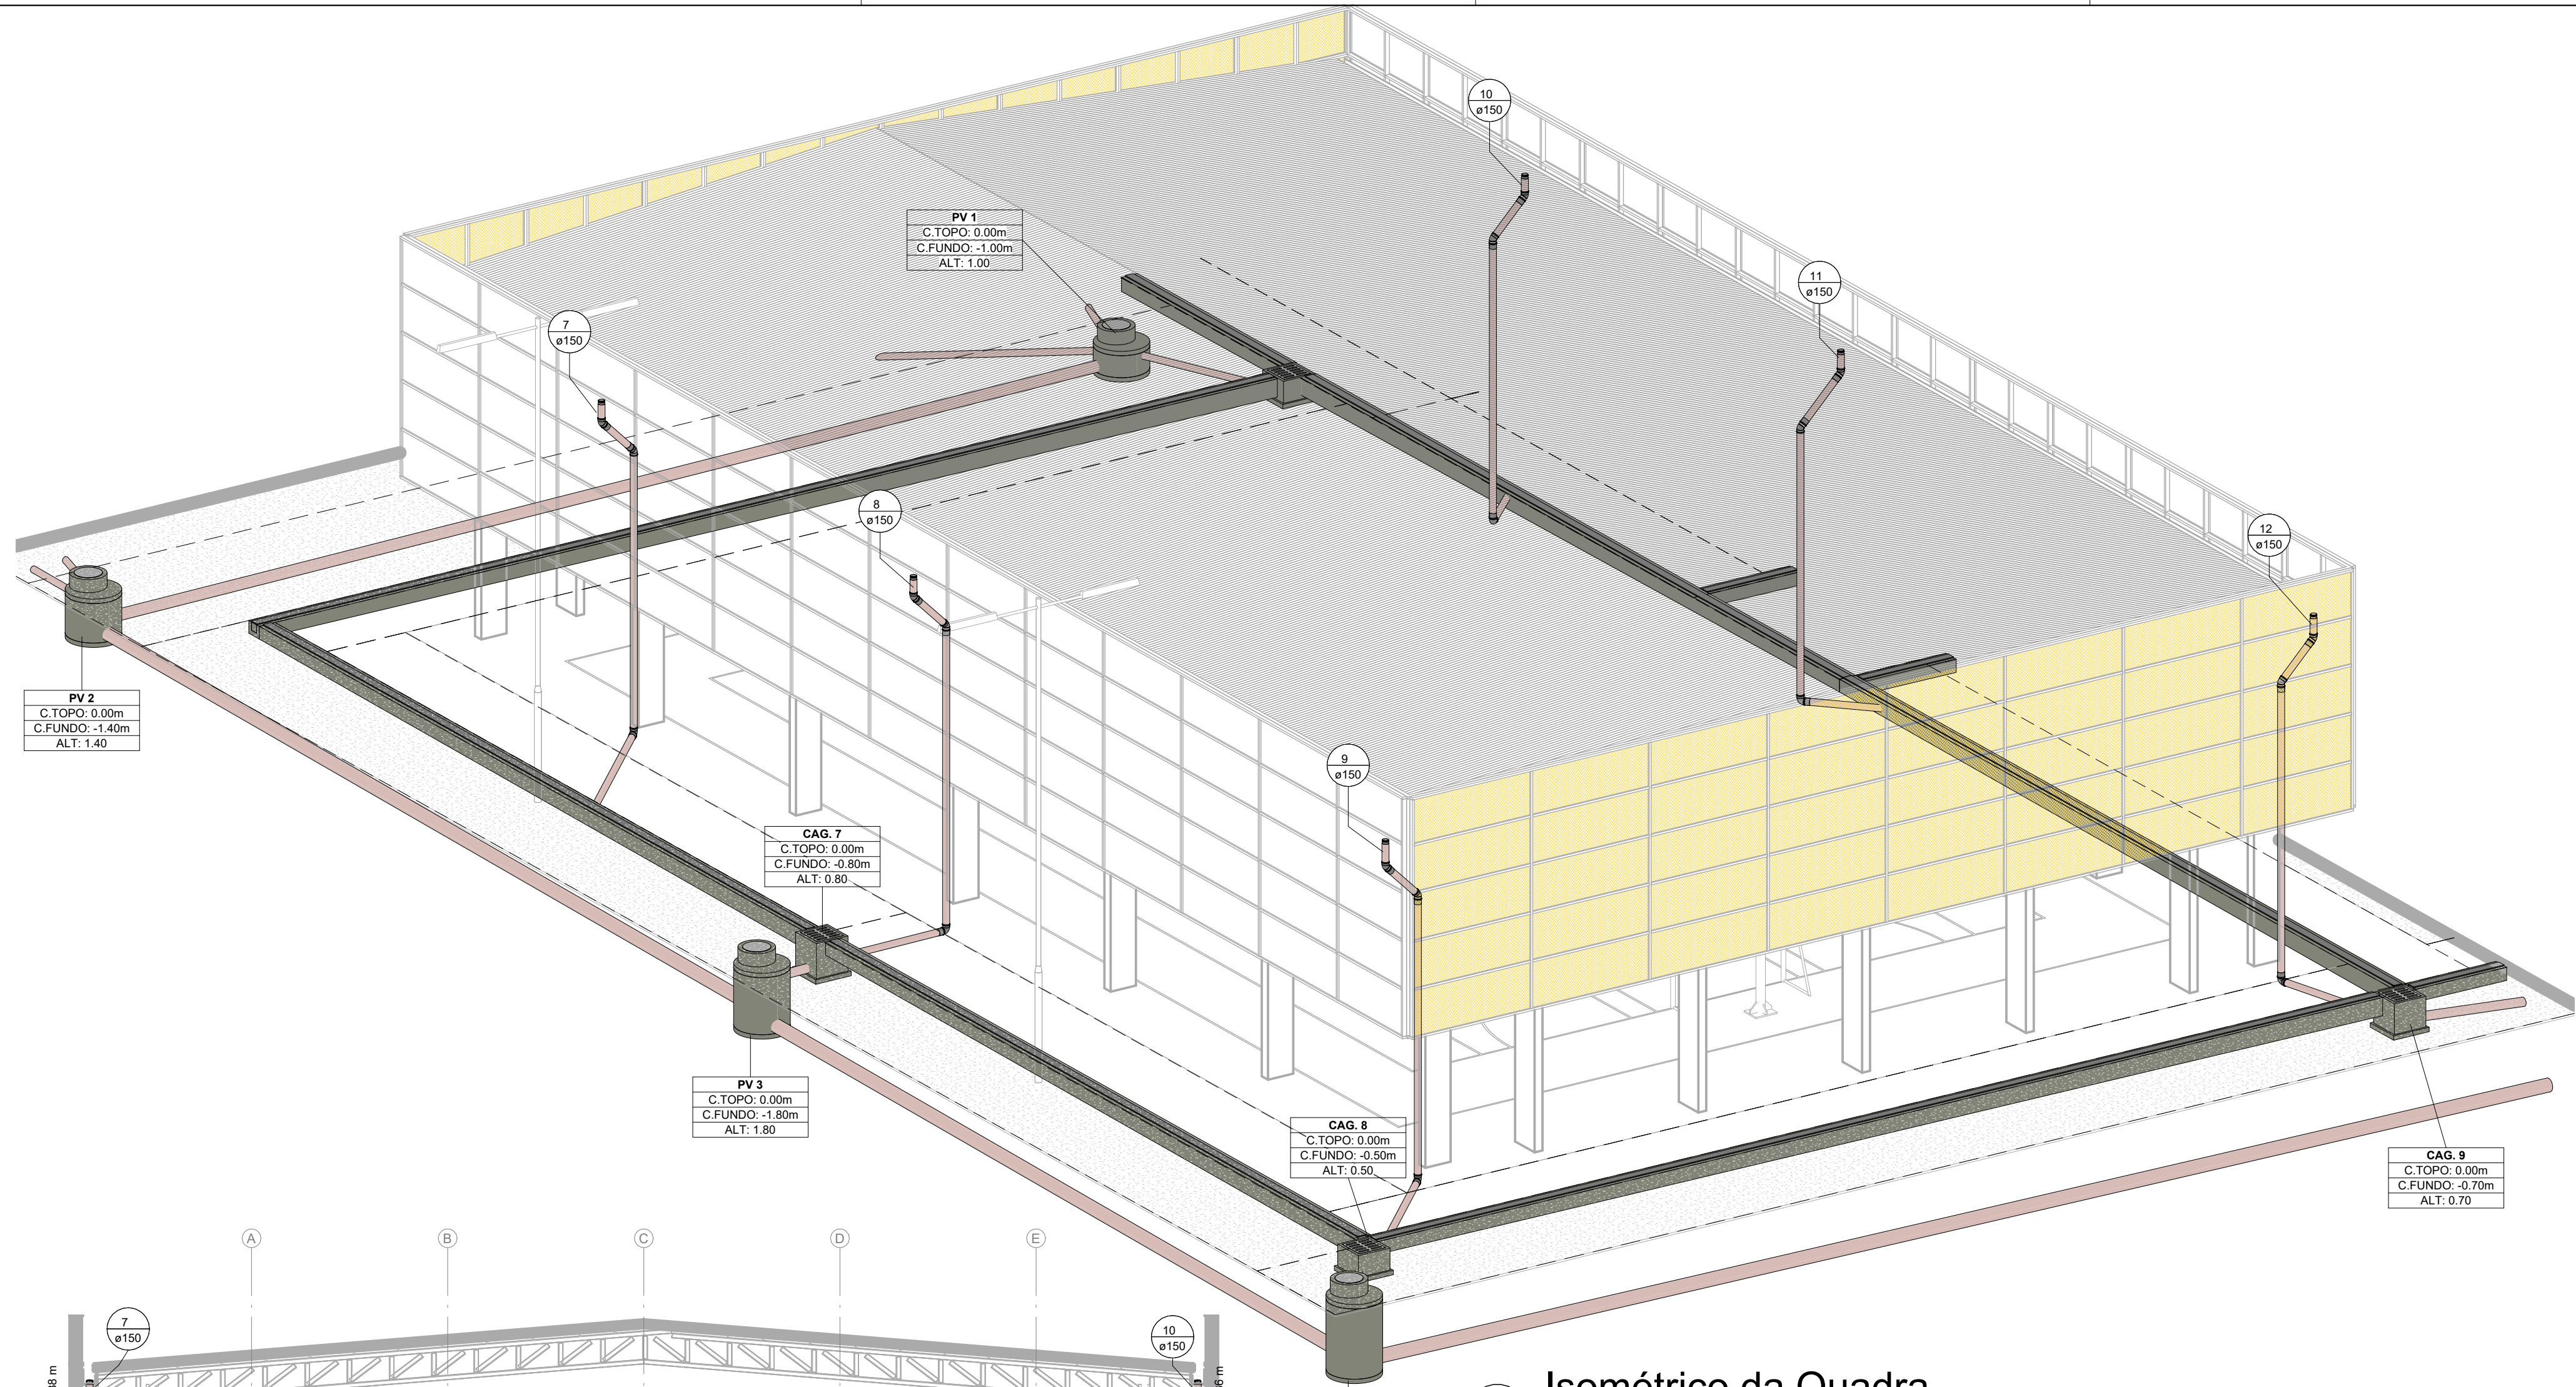 10
ø150
PV 1
C.TOPO: 0.00m
C.FUNDO: -1.00m
ALT: 1.00
11
ø150
7
ø150
8
ø150
12
ø150
PV 2
C.TOPO: 0.00m
C.FUNDO: -1.40m
ALT: 1.40
9
ø150
CAG. 7
C.TOPO: 0.00m
C.FUNDO: -0.80m
ALT: 0.80
PV 3
C.TOPO: 0.00m
C.FUNDO: -1.80m
ALT: 1.80
CAG. 8
C.TOPO: 0.00m
C.FUNDO: -0.50m
ALT: 0.50
CAG. 9
C.TOPO: 0.00m
C.FUNDO: -0.70m
ALT: 0.70
A
B
C
D
E
7
ø150
10
ø150
Isométrico da Quadra